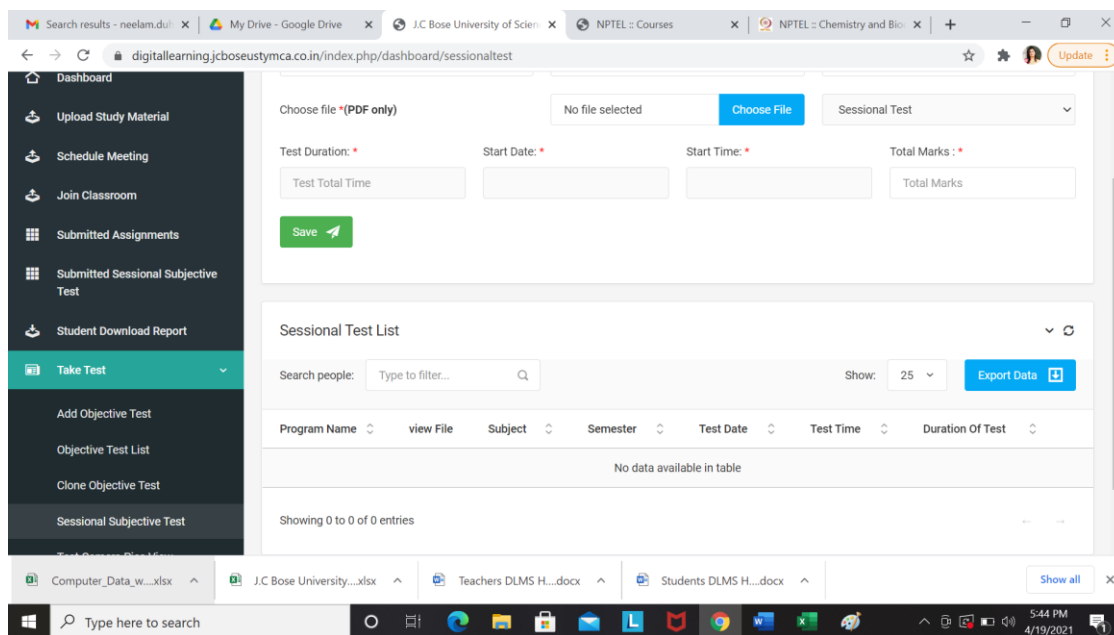 Search results - neelam.dul
My Drive - Google Drive
J.C Bose University of Scien
NPTEL :: Courses
NPTEL :: Chemistry and Bio
digitallearning.jcboseustymca.co.in/index.php/dashboard/sessionaltest
Update
Dashboard
Upload Study Material
Schedule Meeting
Join Classroom
Submitted Assignments
Submitted Sessional Subjective
Test
Student Download Report
Take Test
Add Objective Test
Objective Test List
Clone Objective Test
Sessional Subjective Test
Choose file *(PDF only)
No file selected
Choose File
Sessional Test
Test Duration: *
Start Date: *
Start Time: *
Total Marks : *
Test Total Time
Total Marks
Save
Sessional Test List
Search people:
Type to filter...
Show:
25
Export Data
Program Name
view File
Subject
Semester
Test Date
Test Time
Duration Of Test
No data available in table
Showing 0 to 0 of 0 entries
Computer_Data_w....xlsx
J.C Bose University....xlsx
Teachers DLMS H....docx
Students DLMS H....docx
Show all
Type here to search
5:44 PM
4/19/2021